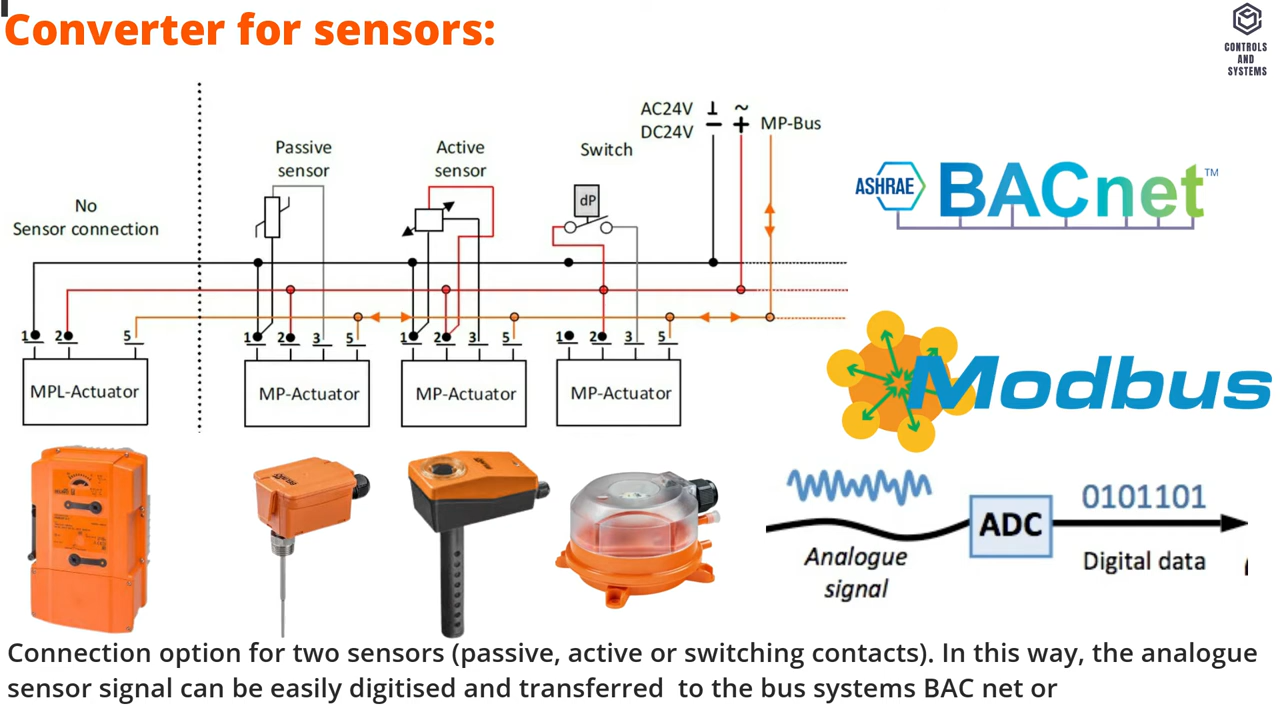 Converter for sensors:
CONTROLS
AND
SYSTEMS
AC24V ⊥ ~
DC24V − + MP-Bus
Passive
sensor
Active
sensor
Switch
dP
No
Sensor connection
1 2 5
1 2 3 5
1 2 3 5
1 2 3 5
MPL-Actuator
MP-Actuator
MP-Actuator
MP-Actuator
ASHRAE BACnet™
Modbus
0101101
ADC
Analogue
signal
Digital data
Connection option for two sensors (passive, active or switching contacts). In this way, the analogue
sensor signal can be easily digitised and transferred  to the bus systems BAC net or